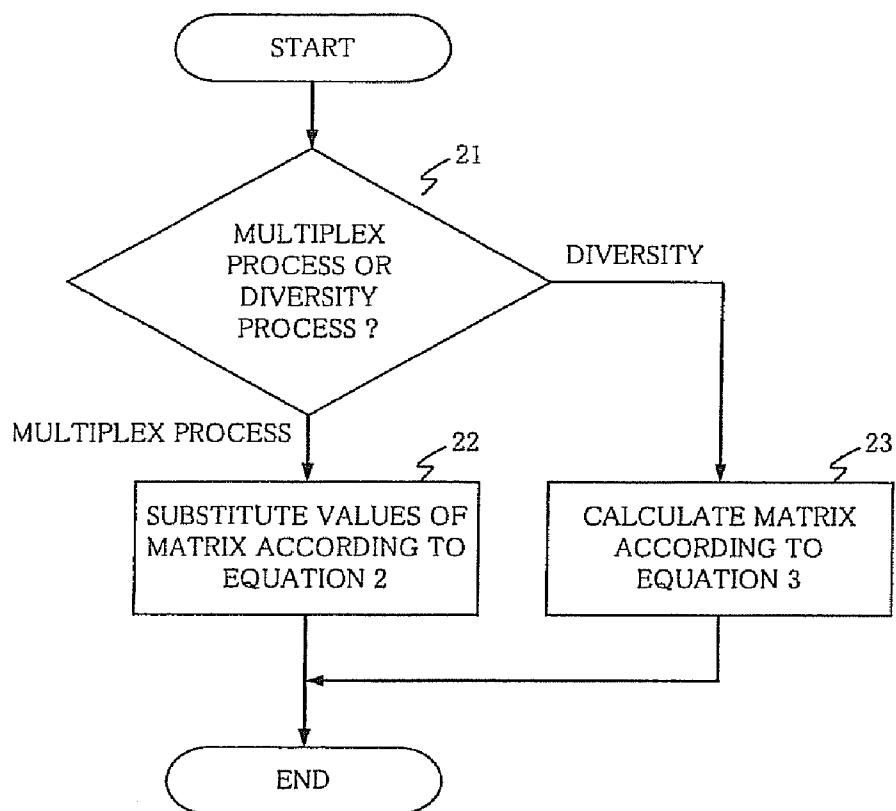 START
21
MULTIPLEX
PROCESS OR
DIVERSITY
PROCESS ?
DIVERSITY
MULTIPLEX PROCESS
22
23
SUBSTITUTE VALUES OF
MATRIX ACCORDING TO
EQUATION 2
CALCULATE MATRIX
ACCORDING TO
EQUATION 3
END